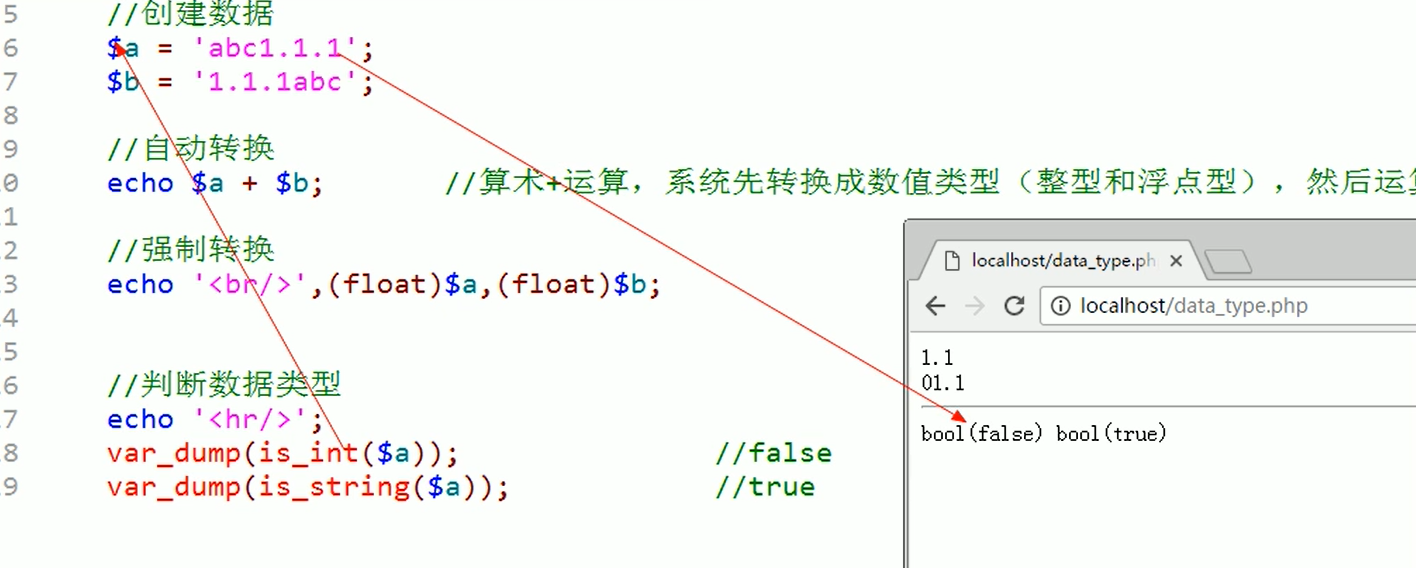 5 //创建数据
6 $a = 'abc1.1.1';
7 $b = '1.1.1abc';
8
9 //自动转换
0 echo $a + $b; //算术+运算，系统先转换成数值类型（整型和浮点型），然后运算
1
2 //强制转换
3 echo '<br/>',(float)$a,(float)$b;
4
5
6 //判断数据类型
7 echo '<hr/>';
8 var_dump(is_int($a)); //false
9 var_dump(is_string($a)); //true
localhost/data_type.ph
localhost/data_type.php
1.1
01.1
bool(false) bool(true)